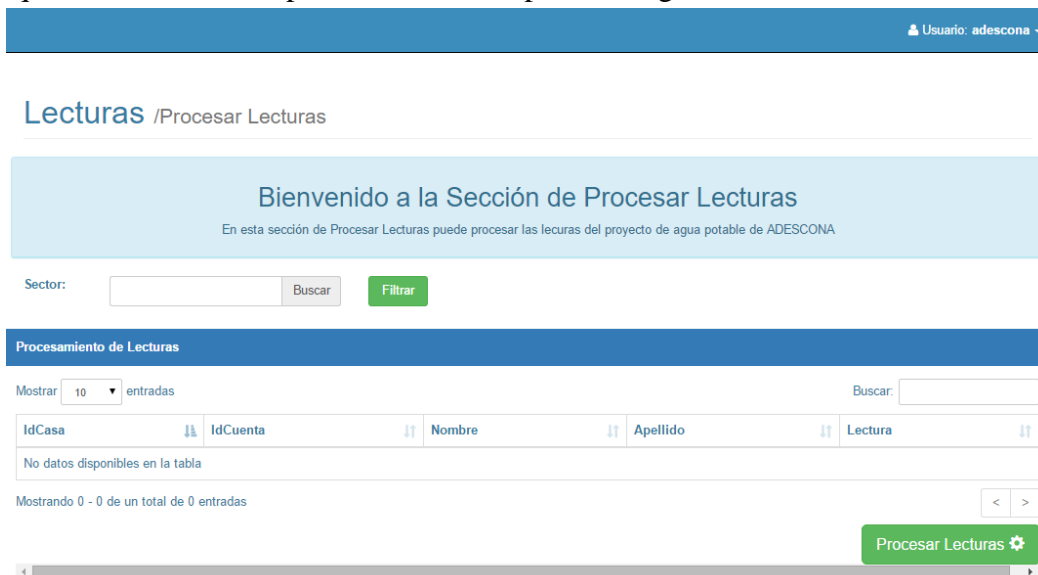 Usuario: adescona
Lecturas /Procesar Lecturas
Bienvenido a la Sección de Procesar Lecturas
En esta sección de Procesar Lecturas puede procesar las lecuras del proyecto de agua potable de ADESCONA
Sector: Buscar Filtrar
Procesamiento de Lecturas
Mostrar 10 entradas Buscar:
IdCasa IdCuenta Nombre Apellido Lectura
No datos disponibles en la tabla
Mostrando 0 - 0 de un total de 0 entradas < >
Procesar Lecturas